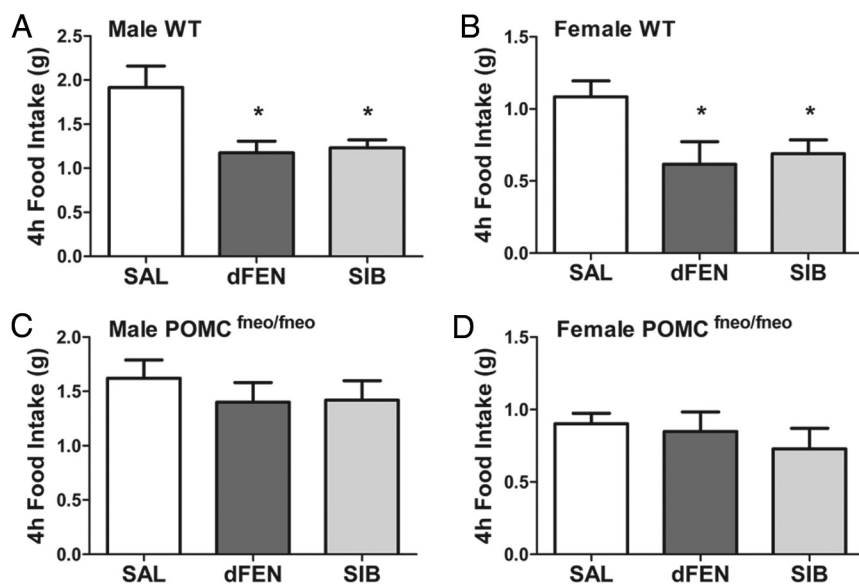 A
Male WT
4h Food Intake (g)
2.5
2.0
1.5
1.0
0.5
0.0
*
*
SAL dFEN SIB
B
Female WT
4h Food Intake (g)
1.5
1.0
0.5
0.0
*
*
SAL dFEN SIB
C
Male POMC fneo/fneo
4h Food Intake (g)
2.0
1.5
1.0
0.5
0.0
SAL dFEN SIB
D
Female POMC fneo/fneo
4h Food Intake (g)
1.5
1.0
0.5
0.0
SAL dFEN SIB